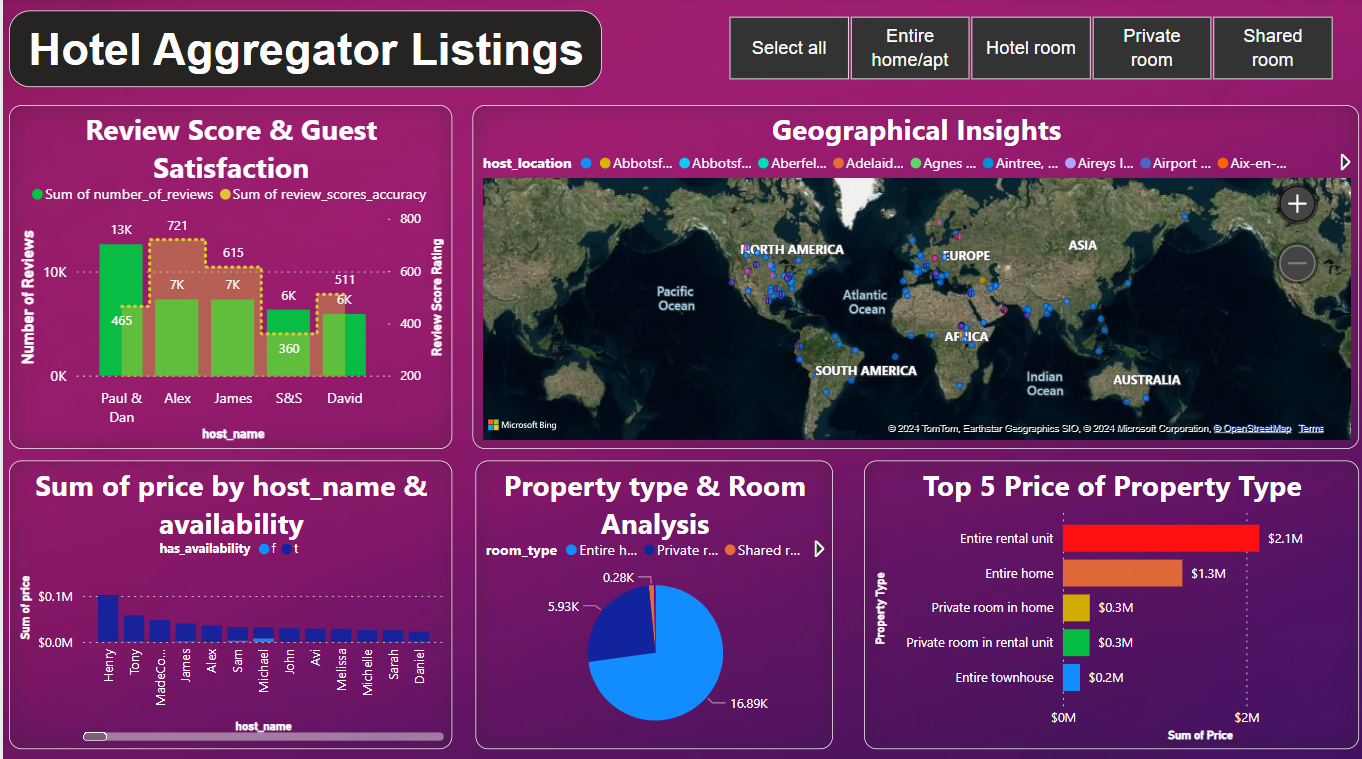 Hotel Aggregator Listings
Select all
Entire
home/apt
Hotel room
Private
room
Shared
room
Review Score & Guest
Satisfaction
Sum of number_of_reviews Sum of review_scores_accuracy
Number of Reviews
10K
0K
13K
721
615
511
465
7K
7K
6K
6K
360
800
600
400
200
Review Score Rating
Paul &
Dan
Alex
James
S&S
David
host_name
Geographical Insights
host_location Abbotsf... Abbotsf... Aberfel... Adelaid... Agnes ... Aintree, ... Aireys I... Airport ... Aix-en-...
NORTH AMERICA
EUROPE
ASIA
Pacific
Ocean
Atlantic
Ocean
AFRICA
SOUTH AMERICA
Indian
Ocean
AUSTRALIA
Microsoft Bing
© 2024 TomTom, Earthstar Geographics SIO, © 2024 Microsoft Corporation, © OpenStreetMap Terms
Sum of price by host_name &
availability
has_availability f t
Sum of price
$0.1M
$0.0M
Henry
Tony
MadeCo...
James
Alex
Sam
Michael
John
Avi
Melissa
Michelle
Sarah
Daniel
host_name
Property type & Room
Analysis
room_type Entire h... Private r... Shared r...
0.28K
5.93K
16.89K
Top 5 Price of Property Type
Property Type
Entire rental unit $2.1M
Entire home $1.3M
Private room in home $0.3M
Private room in rental unit $0.3M
Entire townhouse $0.2M
$0M $2M
Sum of Price